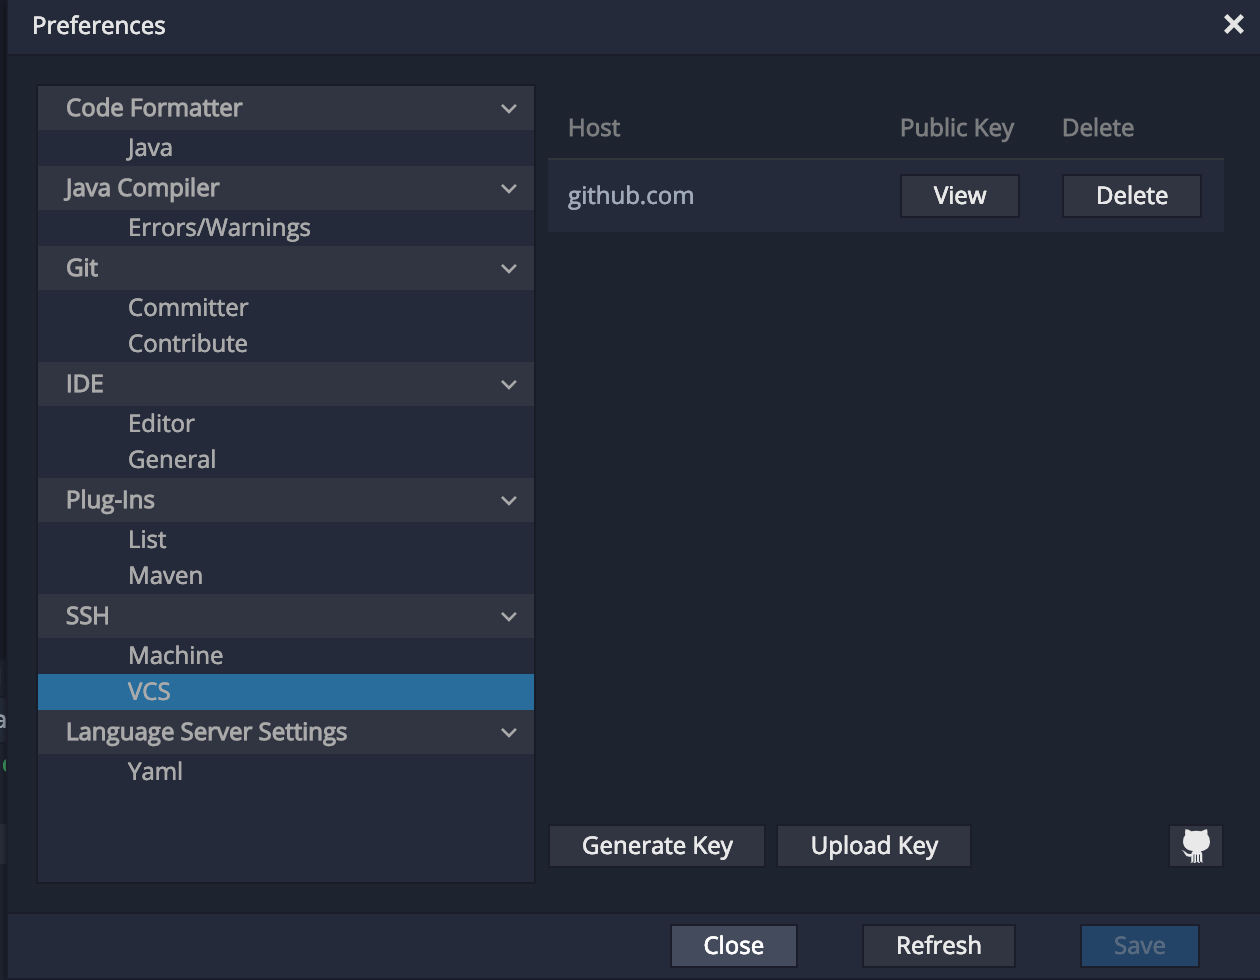 Preferences
Code Formatter
Java
Java Compiler
Errors/Warnings
Git
Committer
Contribute
IDE
Editor
General
Plug-Ins
List
Maven
SSH
Machine
VCS
Language Server Settings
Yaml
Host Public Key Delete
github.com View Delete
Generate Key Upload Key
Close Refresh Save